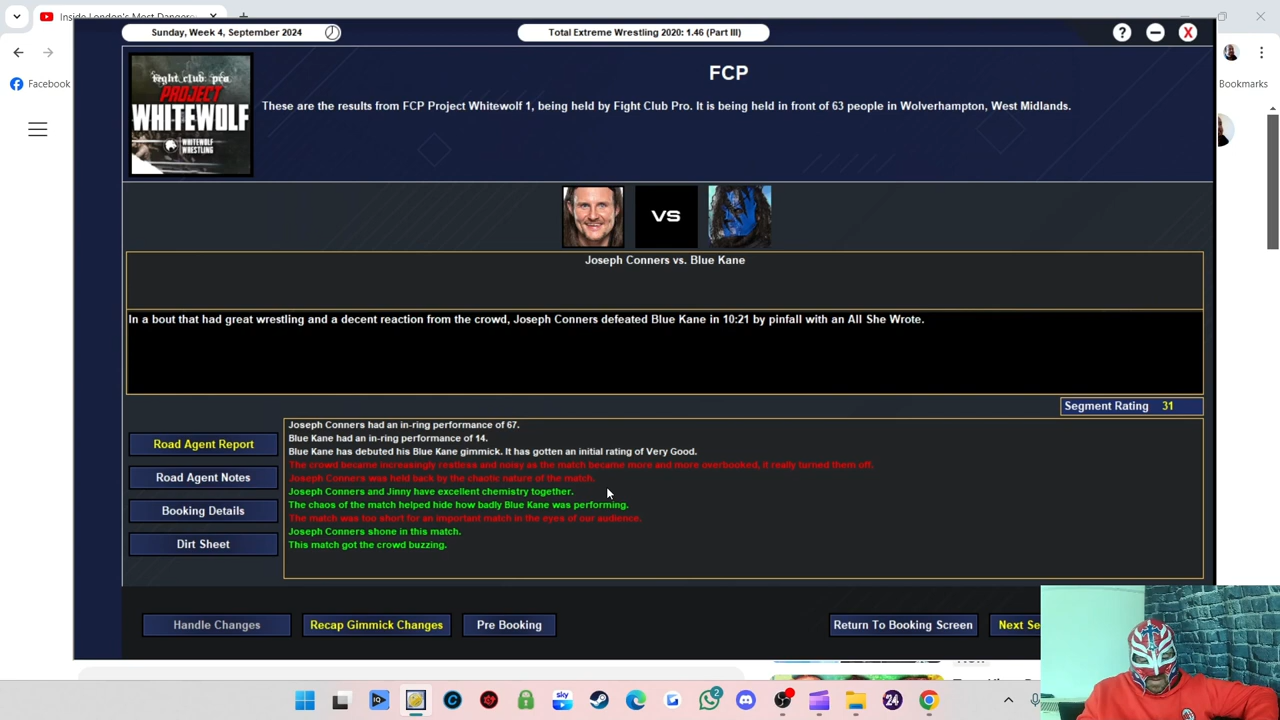 Inside London's Most Dangero
Sunday, Week 4, September 2024
Total Extreme Wrestling 2020: 1.46 (Part III)
?
X
Facebook
Bookmarks
fight club: pro
PROJECT
WHITEWOLF
WHITEWOLF
WRESTLING
FCP
These are the results from FCP Project Whitewolf 1, being held by Fight Club Pro. It is being held in front of 63 people in Wolverhampton, West Midlands.
VS
Joseph Conners vs. Blue Kane
In a bout that had great wrestling and a decent reaction from the crowd, Joseph Conners defeated Blue Kane in 10:21 by pinfall with an All She Wrote.
Segment Rating 31
Road Agent Report
Road Agent Notes
Booking Details
Dirt Sheet
Joseph Conners had an in-ring performance of 67.
Blue Kane had an in-ring performance of 14.
Blue Kane has debuted his Blue Kane gimmick. It has gotten an initial rating of Very Good.
The crowd became increasingly restless and noisy as the match became more and more overbooked, it really turned them off.
Joseph Conners was held back by the chaotic nature of the match.
Joseph Conners and Jinny have excellent chemistry together.
The chaos of the match helped hide how badly Blue Kane was performing.
The match was too short for an important match in the eyes of our audience.
Joseph Conners shone in this match.
This match got the crowd buzzing.
Handle Changes
Recap Gimmick Changes
Pre Booking
Return To Booking Screen
Next Se
sky
2
24